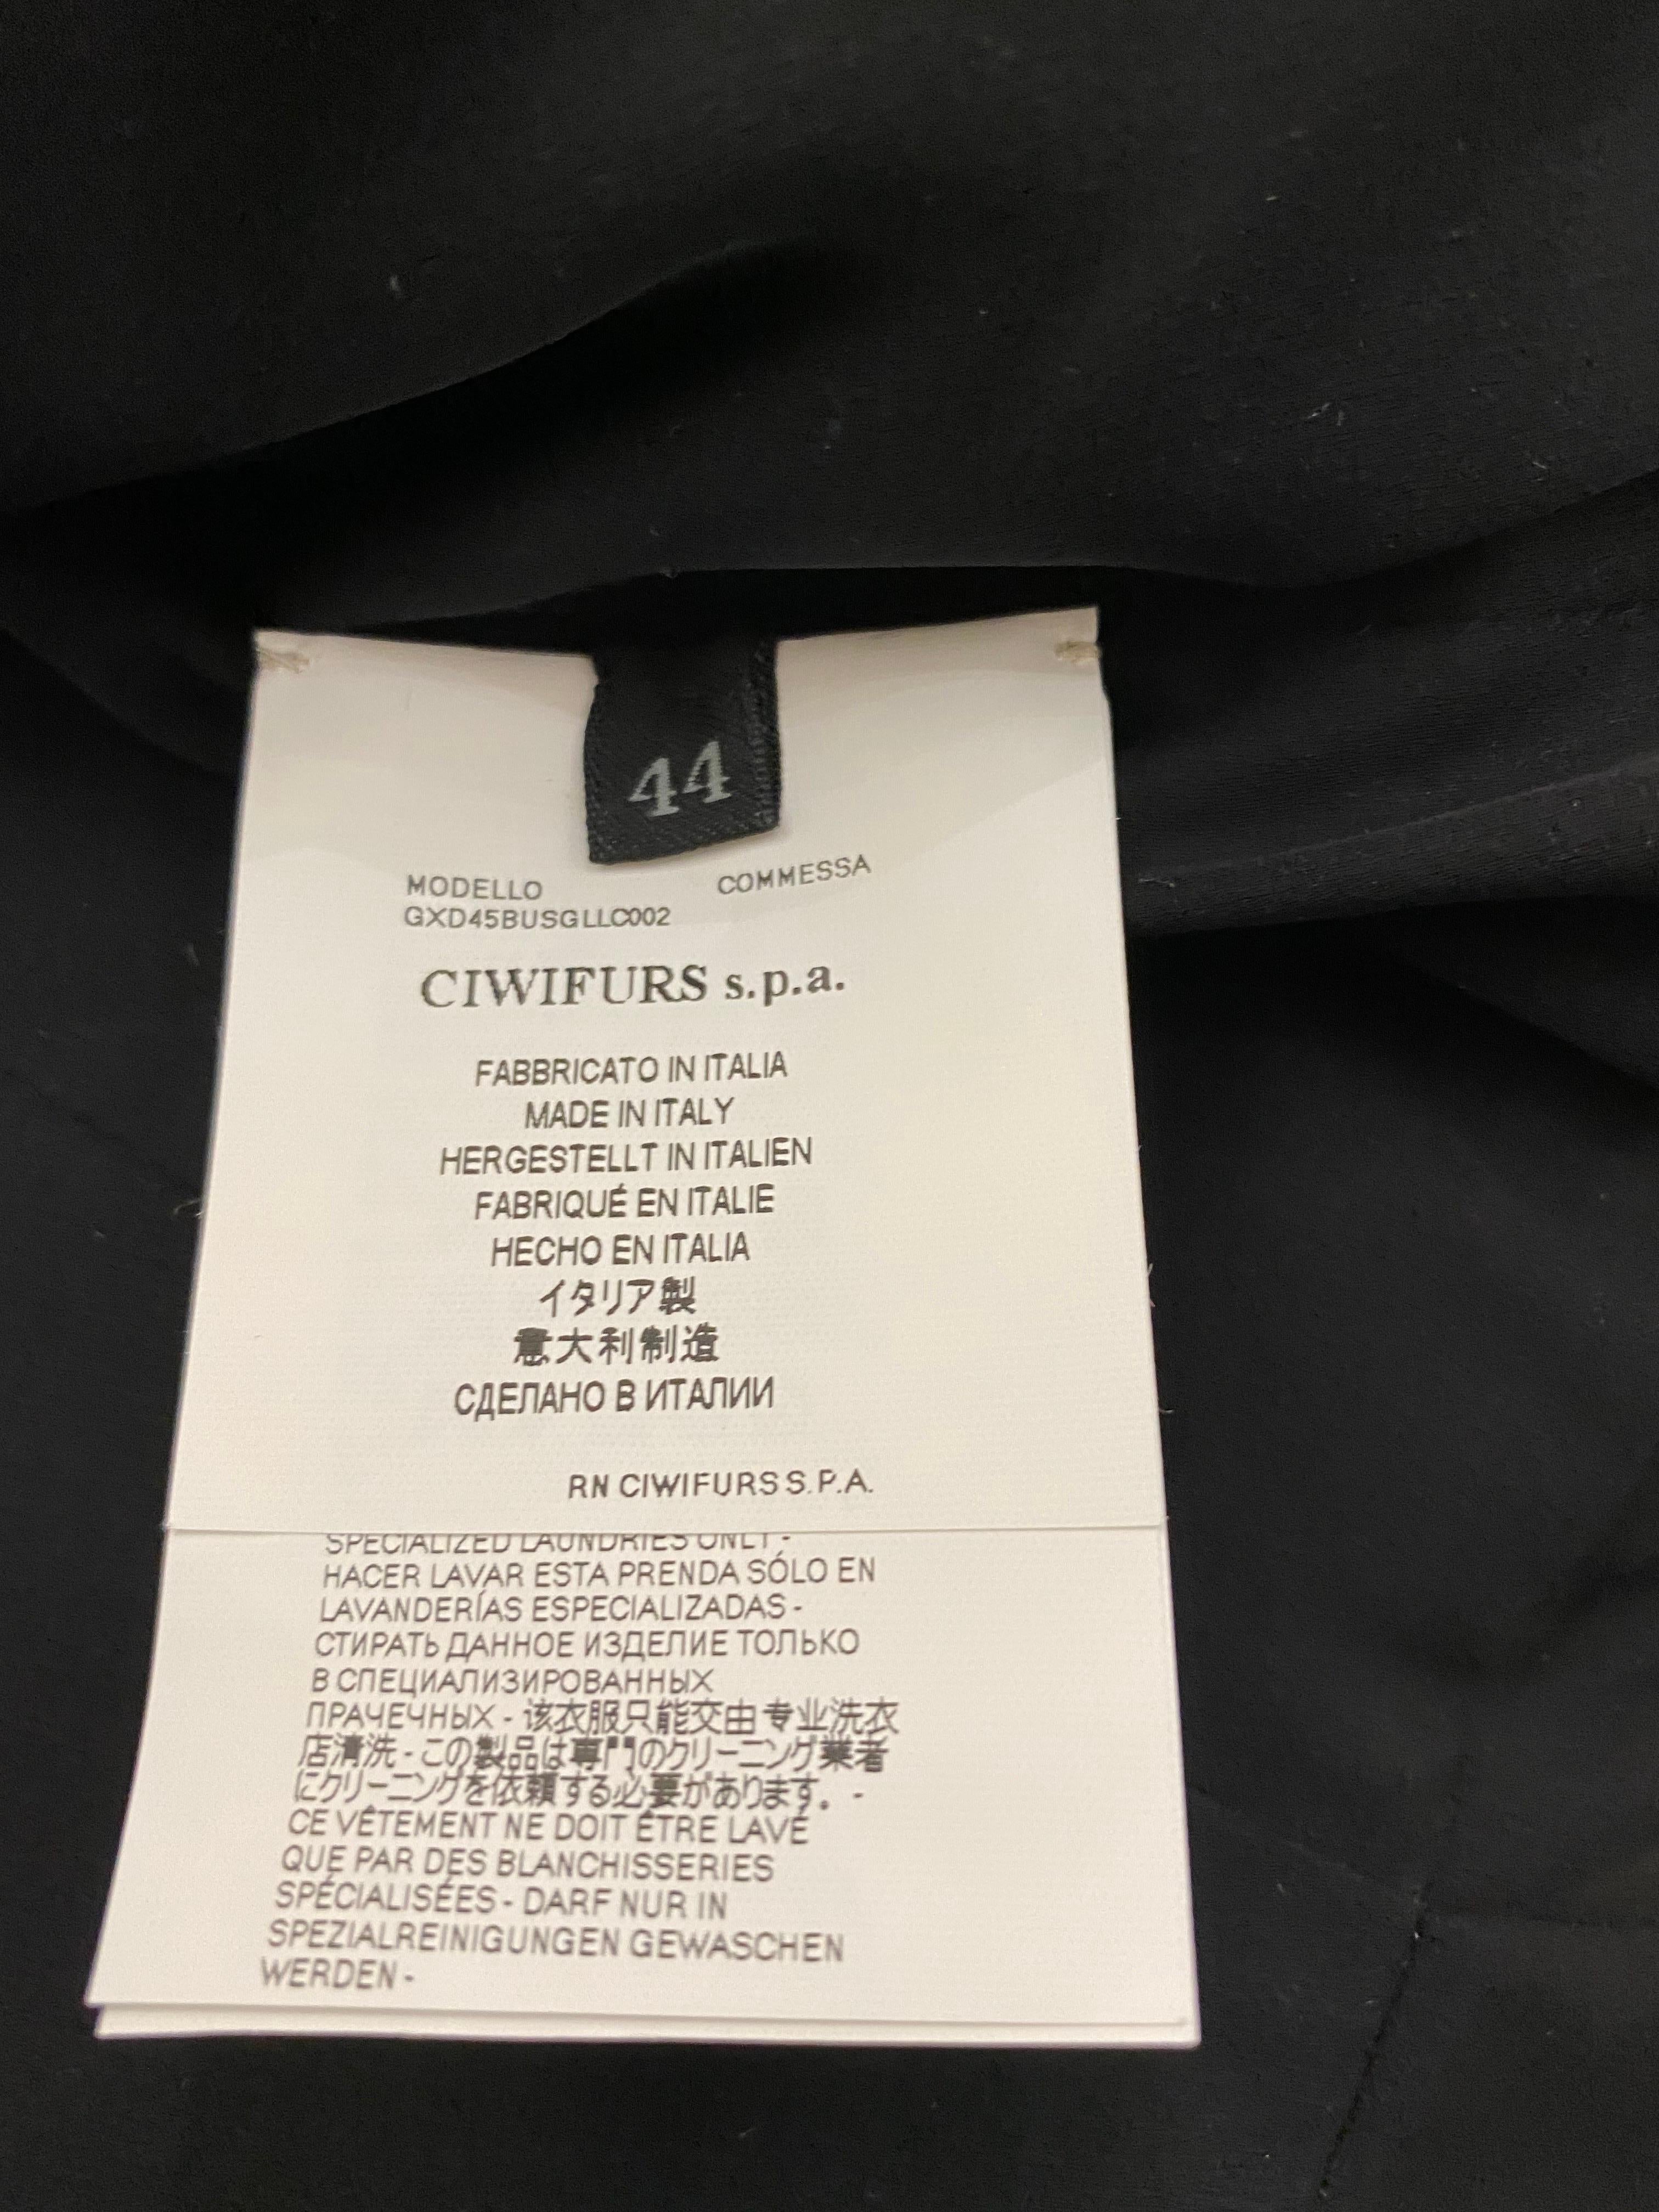 44
MODELLO COMMESSA
GXD45BUSGLLC002
CIWIFURS s.p.a.
FABBRICATO IN ITALIA
MADE IN ITALY
HERGESTELLT IN ITALIEN
FABRIQUÉ EN ITALIE
HECHO EN ITALIA
イタリア製
意大利制造
СДЕЛАНО В ИТАЛИИ
RN CIWIFURS S.P.A.
SPECIALIZED LAUNDRIES ONLY -
HACER LAVAR ESTA PRENDA SÓLO EN
LAVANDERÍAS ESPECIALIZADAS -
СТИРАТЬ ДАННОЕ ИЗДЕЛИЕ ТОЛЬКО
В СПЕЦИАЛИЗИРОВАННЫХ
ПРАЧЕЧНЫХ - 该衣服只能交由专业洗衣
店清洗 - この製品は専門のクリーニング業者
にクリーニングを依頼する必要があります。 -
CE VÊTEMENT NE DOIT ÊTRE LAVÉ
QUE PAR DES BLANCHISSERIES
SPÉCIALISÉES - DARF NUR IN
SPEZIALREINIGUNGEN GEWASCHEN
WERDEN -